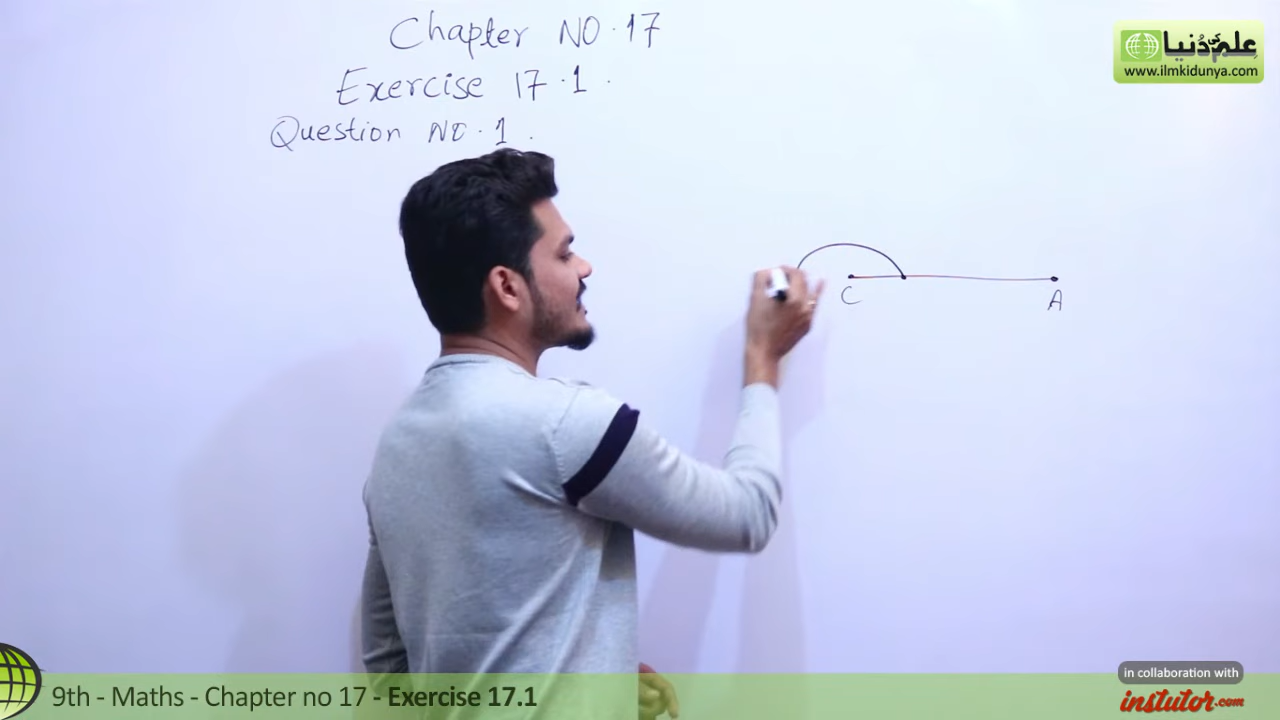 Chapter NO. 17
Exercise 17.1.
Question NO. 1.
علم کی دُنیا
www.ilmkidunya.com
C
A
in collaboration with
instutor.com
9th - Maths - Chapter no 17 - Exercise 17.1